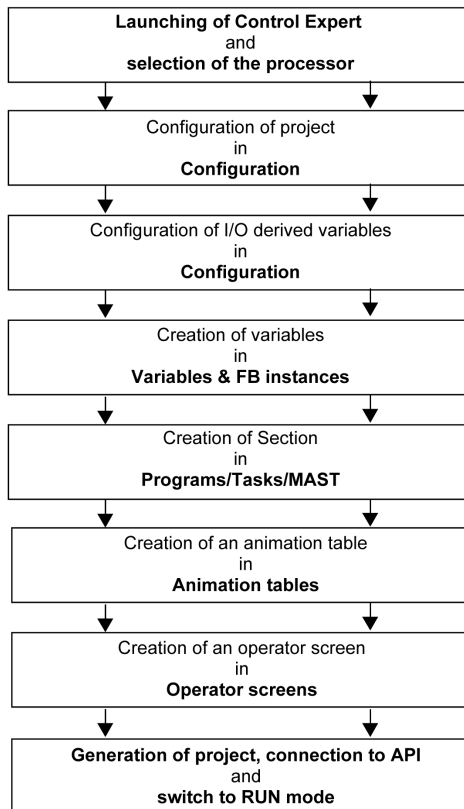 Launching of Control Expert
and
selection of the processor
Configuration of project
in
Configuration
Configuration of I/O derived variables
in
Configuration
Creation of variables
in
Variables & FB instances
Creation of Section
in
Programs/Tasks/MAST
Creation of an animation table
in
Animation tables
Creation of an operator screen
in
Operator screens
Generation of project, connection to API
and
switch to RUN mode